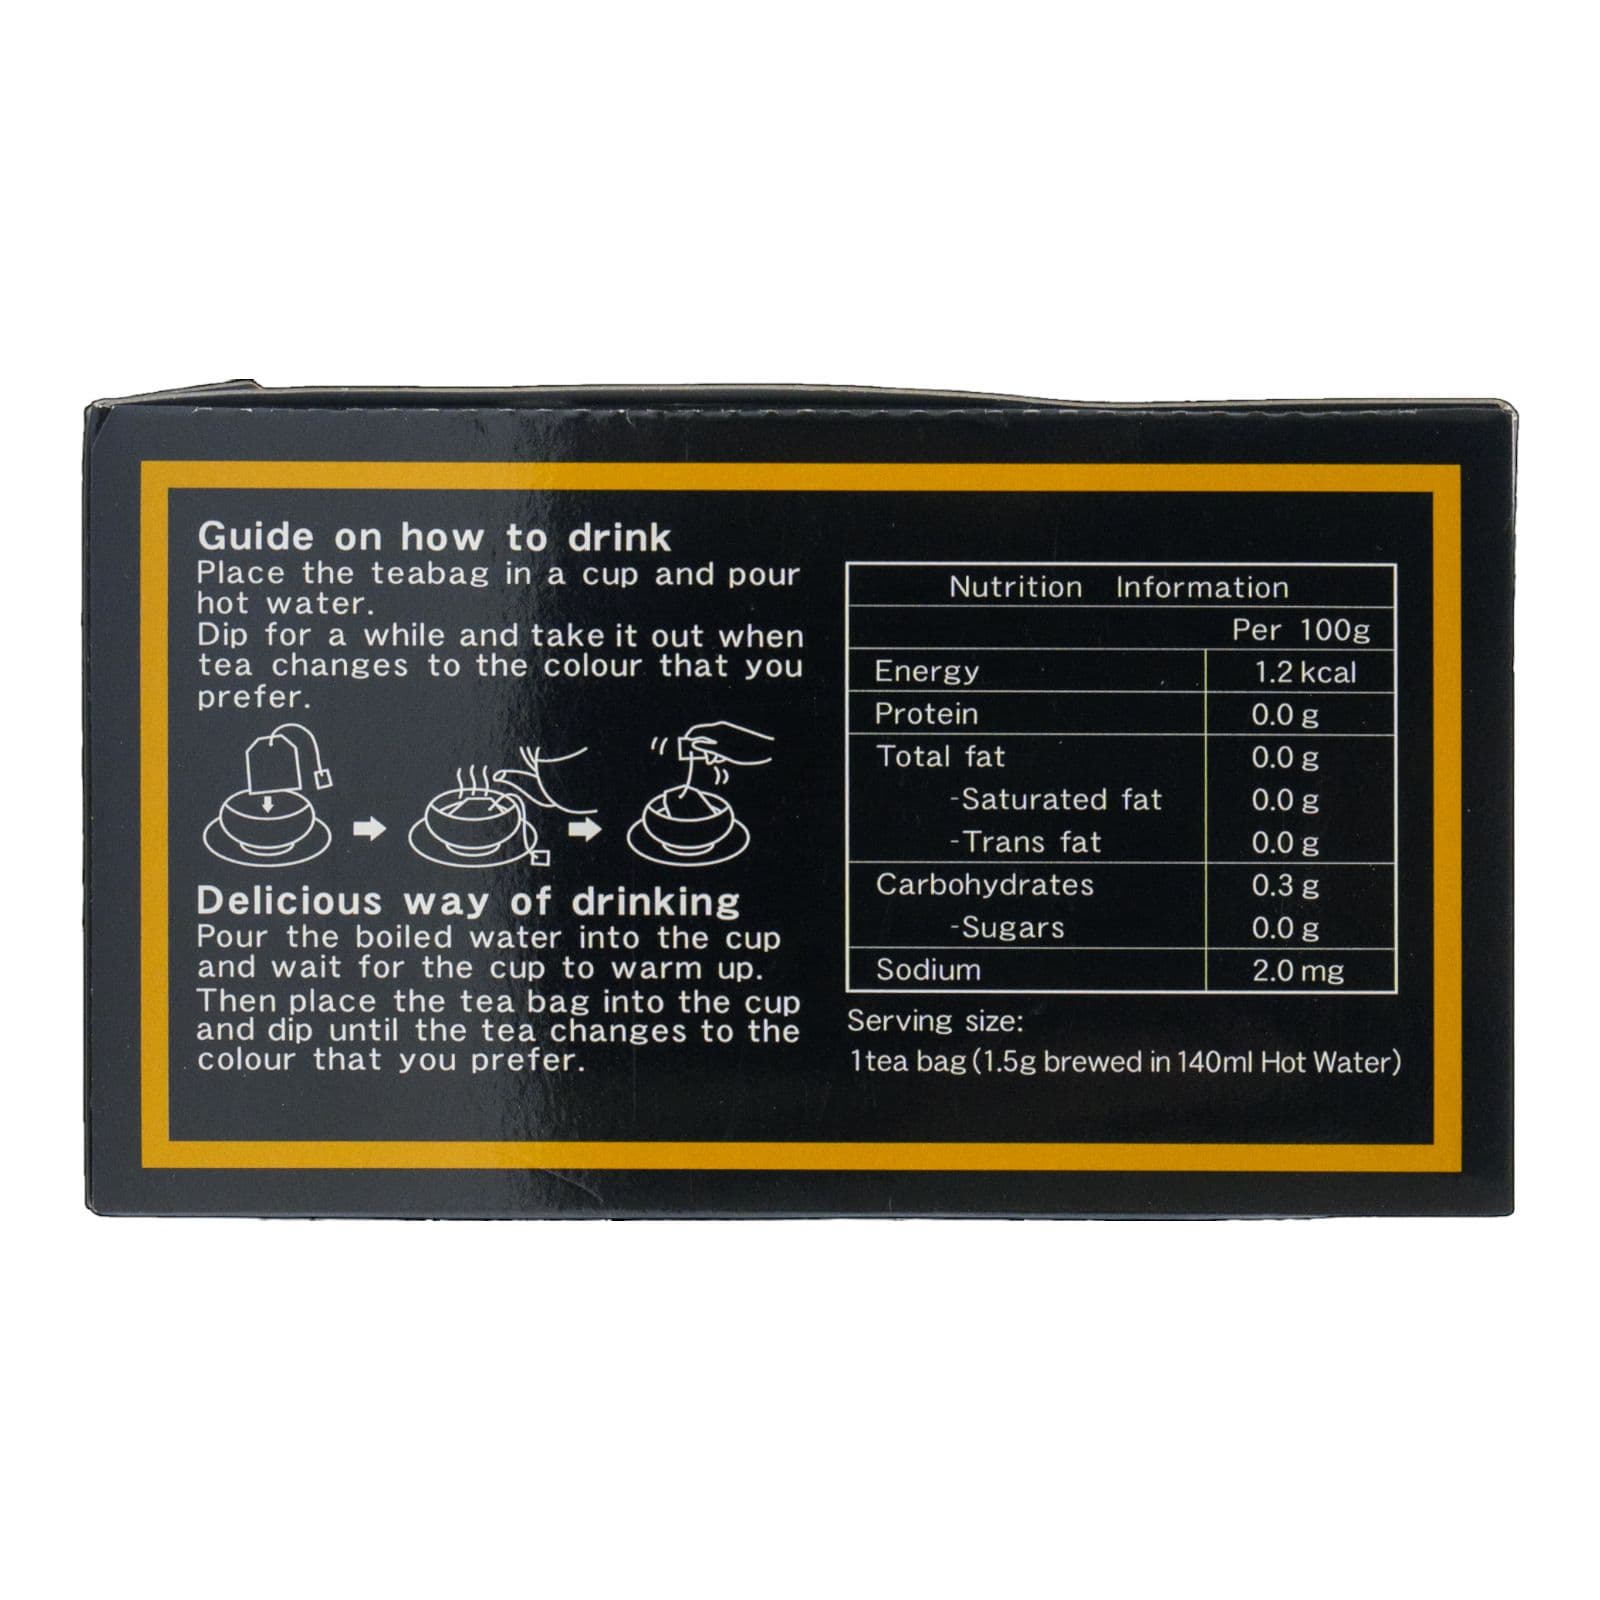 Guide on how to drink
Place the teabag in a cup and pour
hot water.
Dip for a while and take it out when
tea changes to the colour that you
prefer.
Delicious way of drinking
Pour the boiled water into the cup
and wait for the cup to warm up.
Then place the tea bag into the cup
and dip until the tea changes to the
colour that you prefer.
Nutrition Information
Per 100g
Energy 1.2 kcal
Protein 0.0 g
Total fat 0.0 g
-Saturated fat 0.0 g
-Trans fat 0.0 g
Carbohydrates 0.3 g
-Sugars 0.0 g
Sodium 2.0 mg
Serving size:
1tea bag (1.5g brewed in 140ml Hot Water)